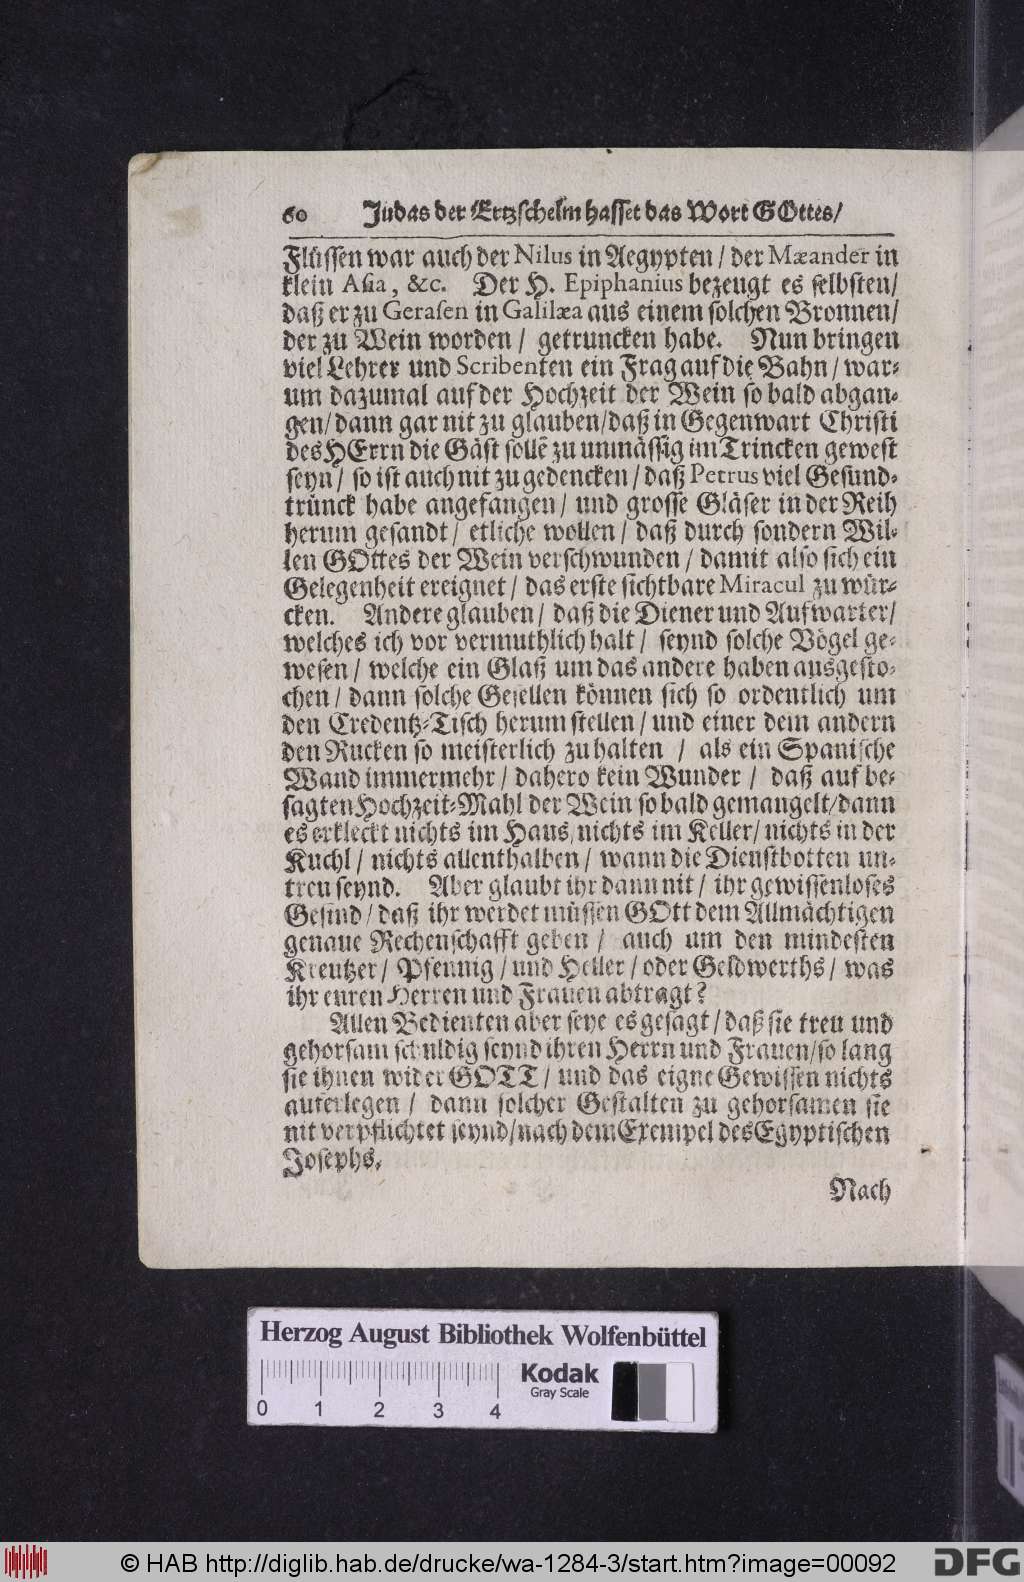 60 Judas der Ertzschelm hasset das Wort GOttes/
Flüssen war auch der Nilus in Aegypten / der Mæander in
klein Asia, &c. Der H. Epiphanius bezeugt es selbsten/
daß er zu Gerasen in Galilæa aus einem solchen Bronnen/
der zu Wein worden / getruncken habe. Nun bringen
viel Lehrer und Scribenten ein Frag auf die Bahn / war-
um dazumal auf der Hochzeit der Wein so bald abgan-
gen / dann gar nit zu glauben / daß in Gegenwart Christi
des HErrn die Gäst sollē zu unmässig im Trincken gewest
seyn / so ist auch nit zu gedencken / daß Petrus viel Gesund-
trünck habe angefangen / und grosse Gläser in der Reih
herum gesandt / etliche wollen / daß durch sondern Wil-
len GOttes der Wein verschwunden / damit also sich ein
Gelegenheit ereignet / das erste sichtbare Miracul zu wür-
cken. Andere glauben / daß die Diener und Aufwarter/
welches ich vor vermuthlich halt / seynd solche Vögel ge-
wesen / welche ein Glaß um das andere haben ausgesto-
chen / dann solche Gesellen können sich so ordentlich um
den Credentz-Tisch herum stellen / und einer dem andern
den Rucken so meisterlich zu halten / als ein Spanische
Wand immermehr / dahero kein Wunder / daß auf be-
sagten Hochzeit-Mahl der Wein so bald gemangelt / dann
es erkleckt nichts im Haus, nichts im Keller / nichts in der
Kuchl / nichts allenthalben / wann die Dienstbotten un-
treu seynd. Aber glaubt ihr dann nit / ihr gewissenloses
Gesind / daß ihr werdet müssen GOtt dem Allmächtigen
genaue Rechenschafft geben / auch um den mindesten
Kreutzer / Pfennig / und Heller / oder Geldwerths / was
ihr euren Herren und Frauen abtragt?
Allen Bedienten aber seye es gesagt / daß sie treu und
gehorsam schuldig seynd ihren Herrn und Frauen / so lang
sie ihnen wider GOTT / und das eigne Gewissen nichts
auferlegen / dann solcher Gestalten zu gehorsamen sie
nit verpflichtet seynd / nach dem Exempel des Egyptischen
Josephs.
Nach
Herzog August Bibliothek Wolfenbüttel
Kodak
Gray Scale
0 1 2 3 4
© HAB http://diglib.hab.de/drucke/wa-1284-3/start.htm?image=00092
DFG